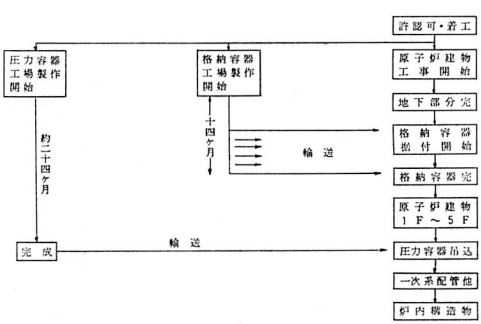 許認可・着工
圧力容器
工場製作
開始
格納容器
工場製作
開始
原子炉建物
工事開始
地下部分完
格納容器
据付開始
十四ヶ月
輸送
約二十四ヶ月
格納容器完
原子炉建物
1F～5F
完成
輸送
圧力容器吊込
一次系配管他
炉内構造物